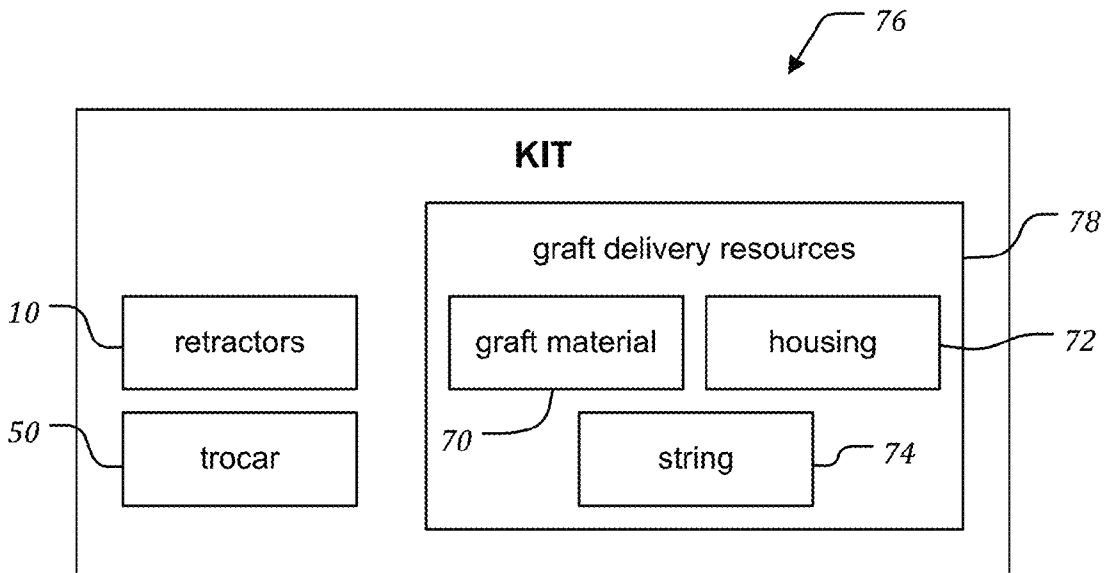 76
KIT
graft delivery resources
78
10
retractors
graft material
housing
72
50
trocar
70
string
74